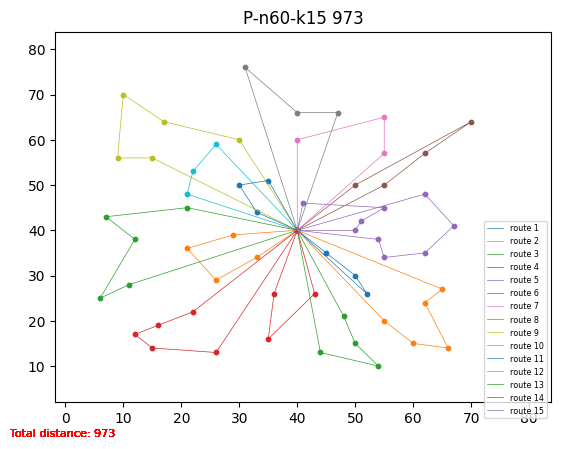 P-n60-k15 973
80
70
60
50
40
30
20
10
0 10 20 30 40 50 60 70 80
route 1
route 2
route 3
route 4
route 5
route 6
route 7
route 8
route 9
route 10
route 11
route 12
route 13
route 14
route 15
Total distance: 973